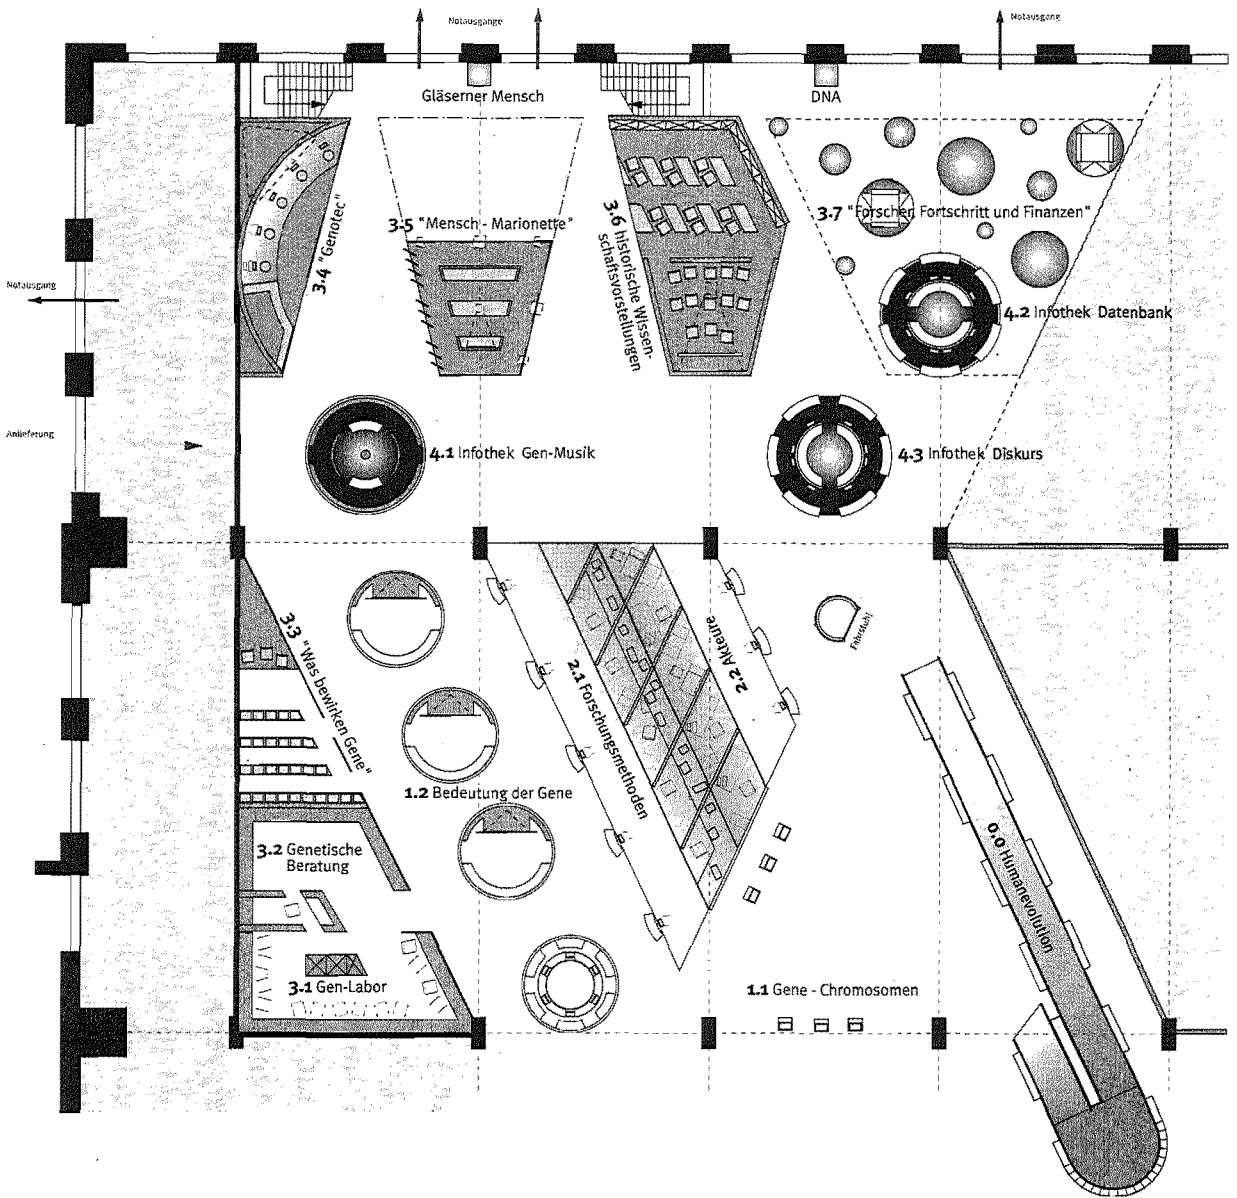 Notausgänge
Notausgang
Gläserner Mensch
DNA
3.4 "Genotec"
3.5 "Mensch - Marionette"
3.6 historische Wissen-
schaftsvorstellungen
3.7 "Forschen Fortschritt und Finanzen"
Notausgang
4.2 Infothek Datenbank
Anlieferung
4.1 Infothek Gen-Musik
4.3 Infothek Diskurs
3.3 "Was bewirken Gene"
2.1 Forschungsmethoden
2.2 Akteure
Fahrstuhl
1.2 Bedeutung der Gene
3.2 Genetische
Beratung
0.0 Humanevolution
3.1 Gen-Labor
1.1 Gene - Chromosomen